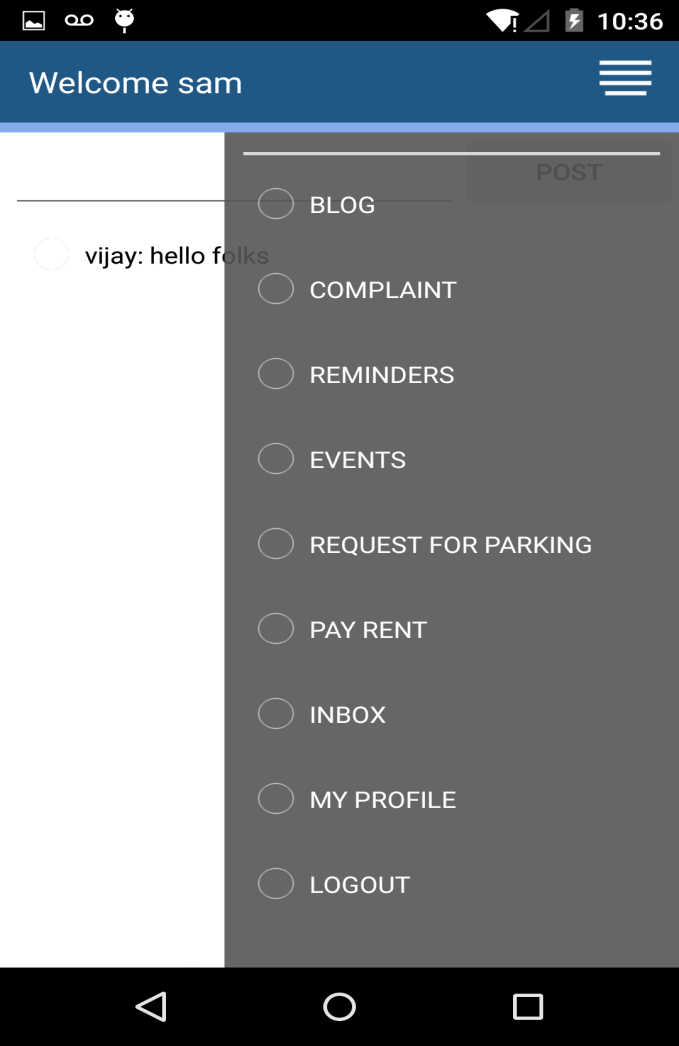 10:36
Welcome sam
POST
BLOG
vijay: hello folks
COMPLAINT
REMINDERS
EVENTS
REQUEST FOR PARKING
PAY RENT
INBOX
MY PROFILE
LOGOUT